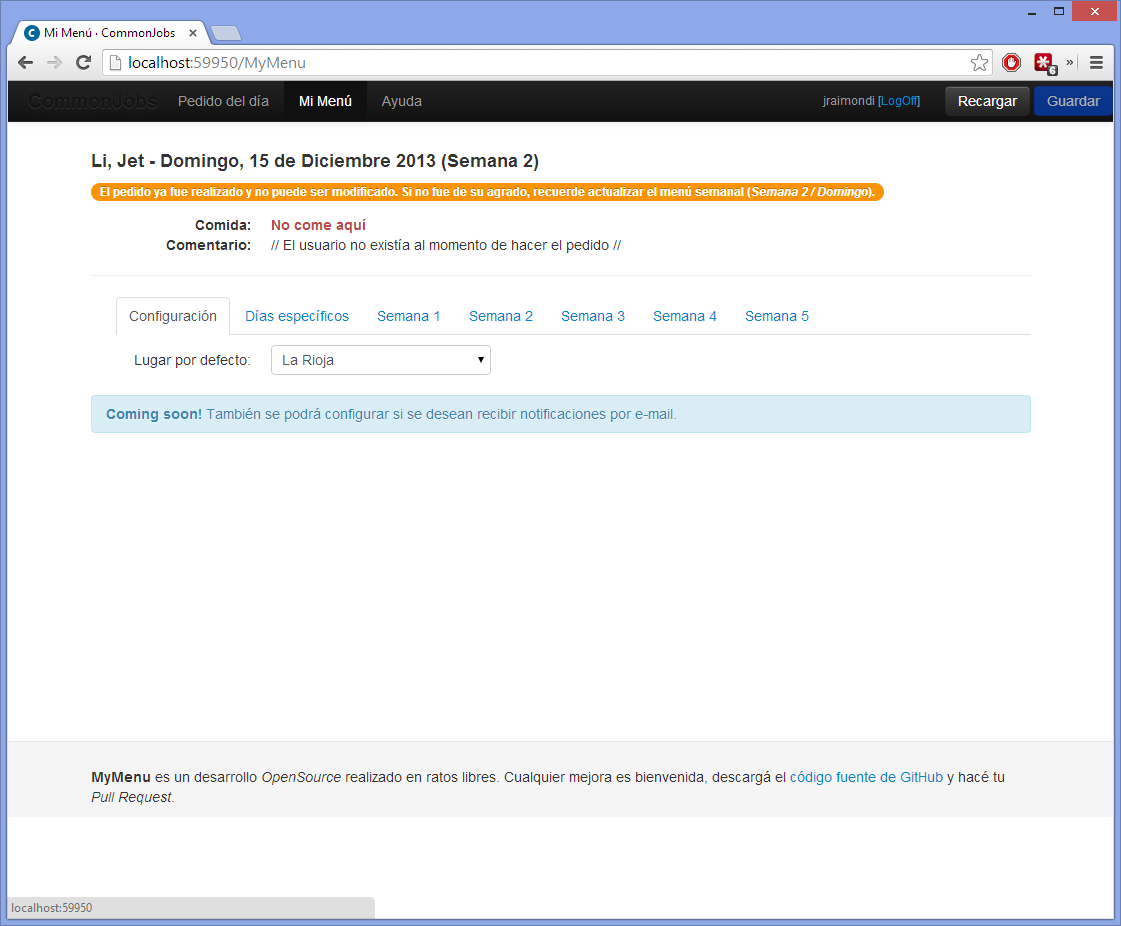 Mi Menú · CommonJobs
localhost:59950/MyMenu
6
CommonJobs Pedido del día Mi Menú Ayuda jraimondi [LogOff] Recargar Guardar
Li, Jet - Domingo, 15 de Diciembre 2013 (Semana 2)
El pedido ya fue realizado y no puede ser modificado. Si no fue de su agrado, recuerde actualizar el menú semanal (Semana 2 / Domingo).
Comida: No come aquí
Comentario: // El usuario no existía al momento de hacer el pedido //
Configuración Días específicos Semana 1 Semana 2 Semana 3 Semana 4 Semana 5
Lugar por defecto: La Rioja
Coming soon! También se podrá configurar si se desean recibir notificaciones por e-mail.
MyMenu es un desarrollo OpenSource realizado en ratos libres. Cualquier mejora es bienvenida, descargá el código fuente de GitHub y hacé tu
Pull Request.
localhost:59950